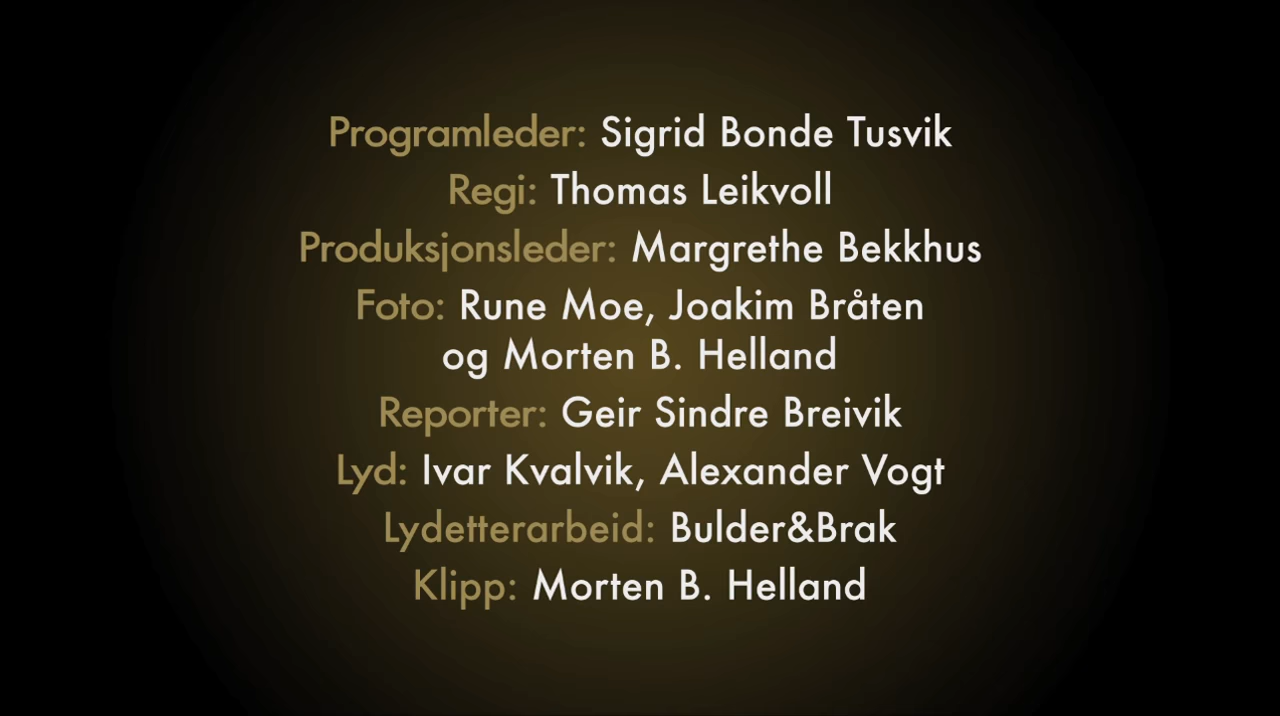 Programleder: Sigrid Bonde Tusvik
Regi: Thomas Leikvoll
Produksjonsleder: Margrethe Bekkhus
Foto: Rune Moe, Joakim Bråten
og Morten B. Helland
Reporter: Geir Sindre Breivik
Lyd: Ivar Kvalvik, Alexander Vogt
Lydetterarbeid: Bulder&Brak
Klipp: Morten B. Helland